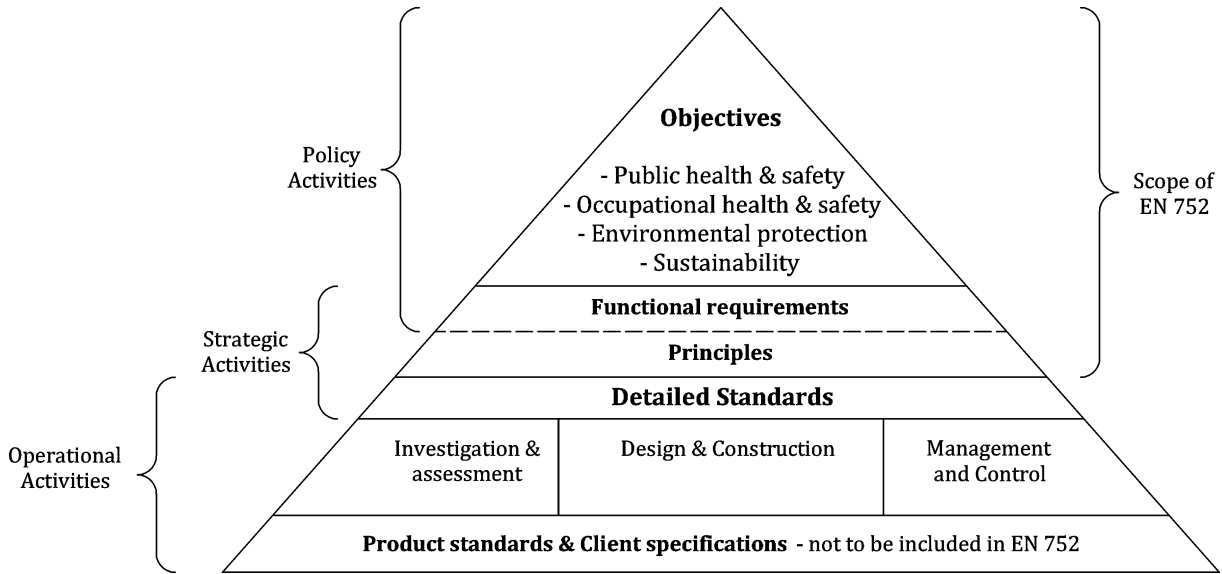 Objectives
Policy
Activities
- Public health & safety
- Occupational health & safety
- Environmental protection
- Sustainability
Scope of
EN 752
Functional requirements
Strategic
Activities
Principles
Detailed Standards
Operational
Activities
Investigation &
assessment
Design & Construction
Management
and Control
Product standards & Client specifications - not to be included in EN 752